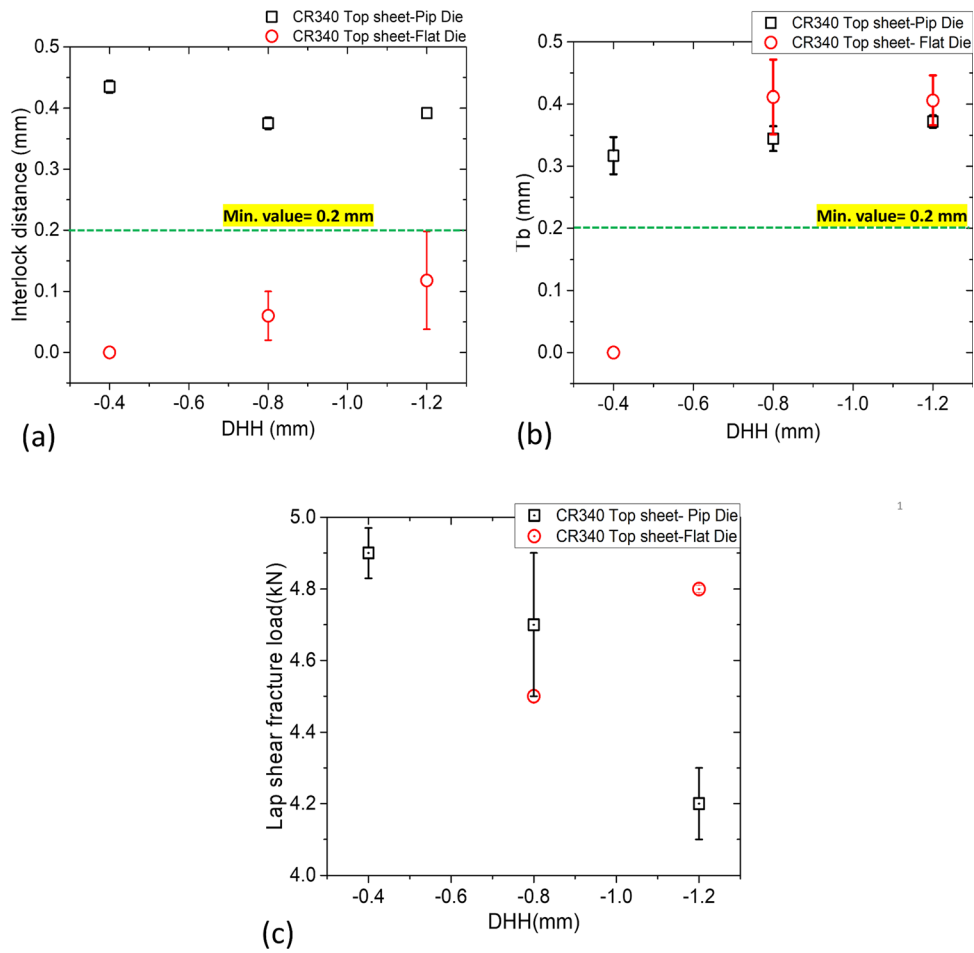 CR340 Top sheet-Pip Die
CR340 Top sheet-Flat Die
0.5
0.4
0.3
0.2
0.1
0.0
Interlock distance (mm)
Min. value= 0.2 mm
-0.4
-0.6
-0.8
-1.0
-1.2
DHH (mm)
(a)
CR340 Top sheet-Pip Die
CR340 Top sheet- Flat Die
0.5
0.4
0.3
0.2
0.1
0.0
Tb (mm)
Min. value= 0.2 mm
-0.4
-0.6
-0.8
-1.0
-1.2
DHH (mm)
(b)
1
CR340 Top sheet- Pip Die
CR340 Top sheet-Flat Die
5.0
4.8
4.6
4.4
4.2
4.0
Lap shear fracture load(kN)
-0.4
-0.6
-0.8
-1.0
-1.2
DHH(mm)
(c)